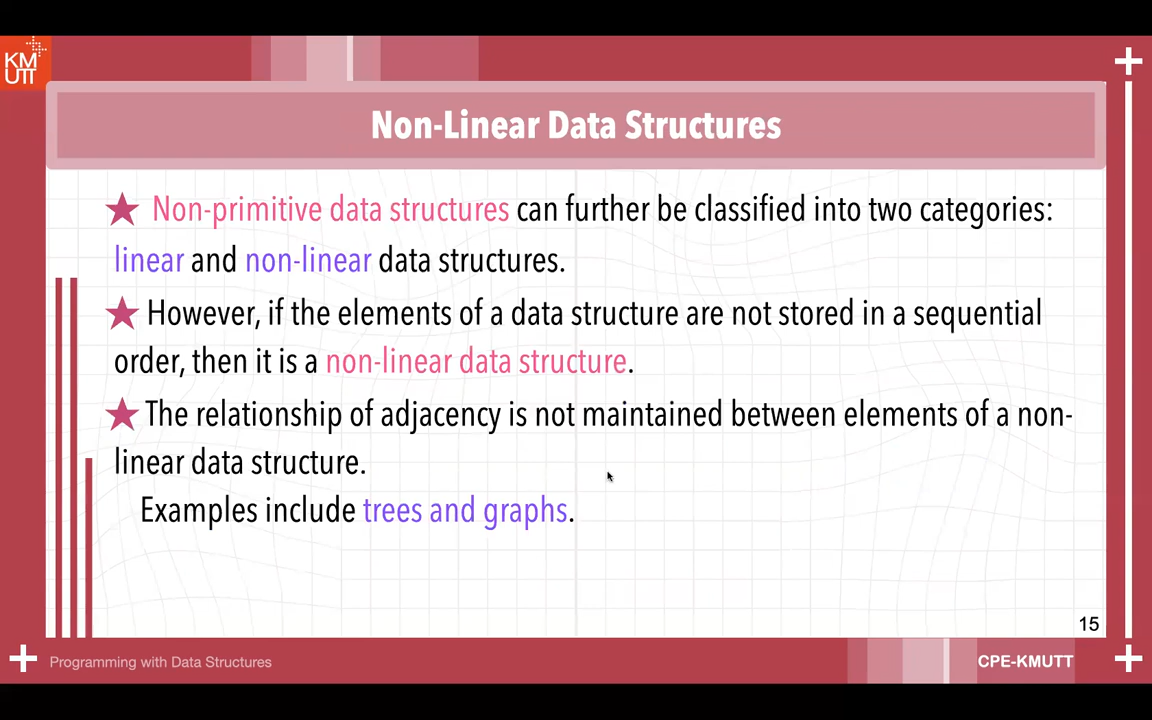 KM
UTT
Non-Linear Data Structures
Non-primitive data structures can further be classified into two categories:
linear and non-linear data structures.
However, if the elements of a data structure are not stored in a sequential
order, then it is a non-linear data structure.
The relationship of adjacency is not maintained between elements of a non-
linear data structure.
Examples include trees and graphs.
15
Programming with Data Structures
CPE-KMUTT